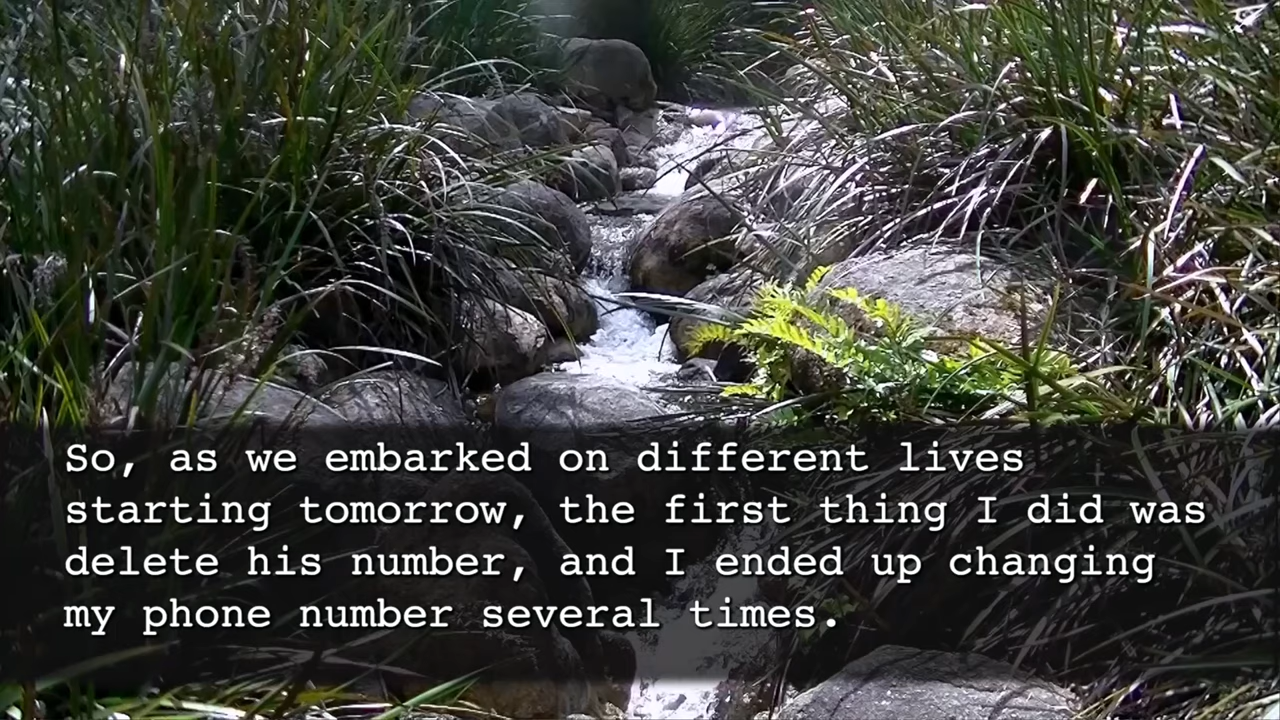 So, as we embarked on different lives
starting tomorrow, the first thing I did was
delete his number, and I ended up changing
my phone number several times.